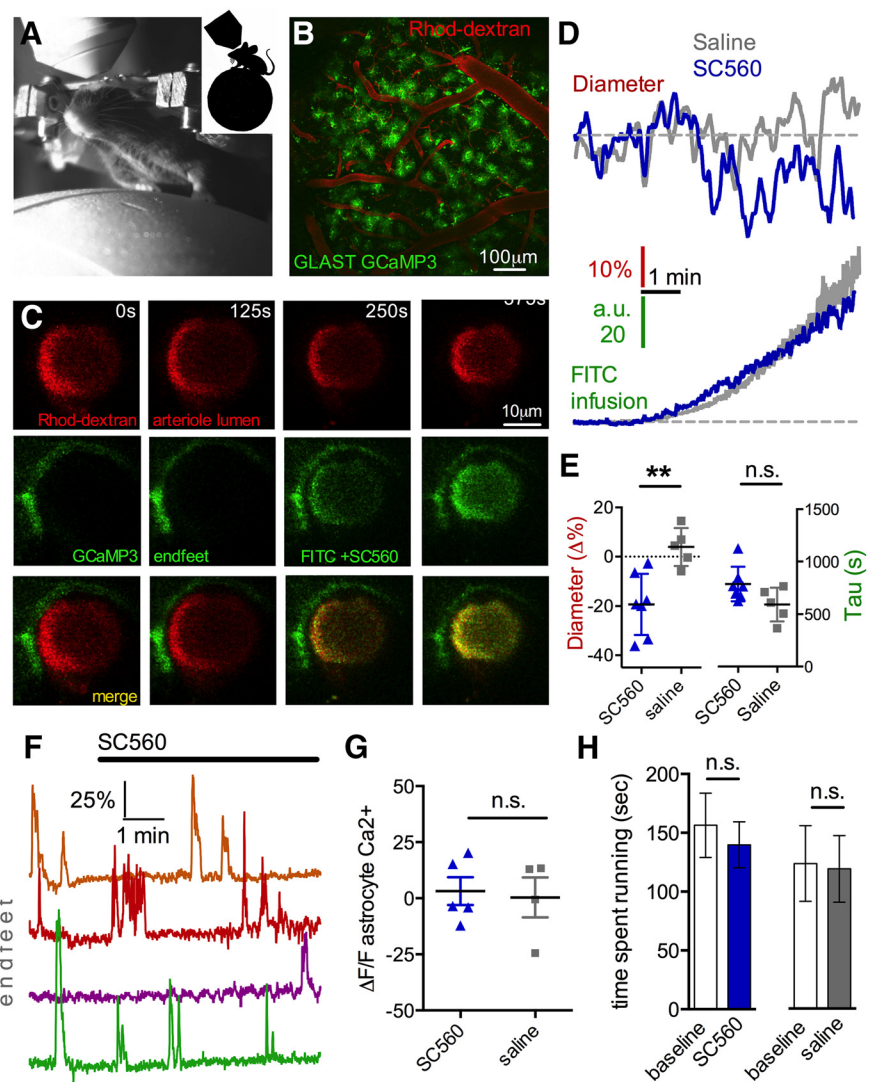 A
B
Rhod-dextran
GLAST GCaMP3
100µm
D
Saline
SC560
Diameter
10%
1 min
a.u.
20
FITC
infusion
C
0s
125s
250s
Rhod-dextran
arteriole lumen
10µm
GCaMP3
endfeet
FITC +SC560
merge
E
**
n.s.
20
0
-20
-40
Diameter (Δ%)
1500
1000
500
0
Tau (s)
SC560
saline
SC560
Saline
F
SC560
25%
1 min
endfeet
G
n.s.
50
25
0
-25
-50
ΔF/F astrocyte Ca2+
SC560
saline
H
n.s.
n.s.
200
150
100
50
0
time spent running (sec)
baseline
SC560
baseline
saline